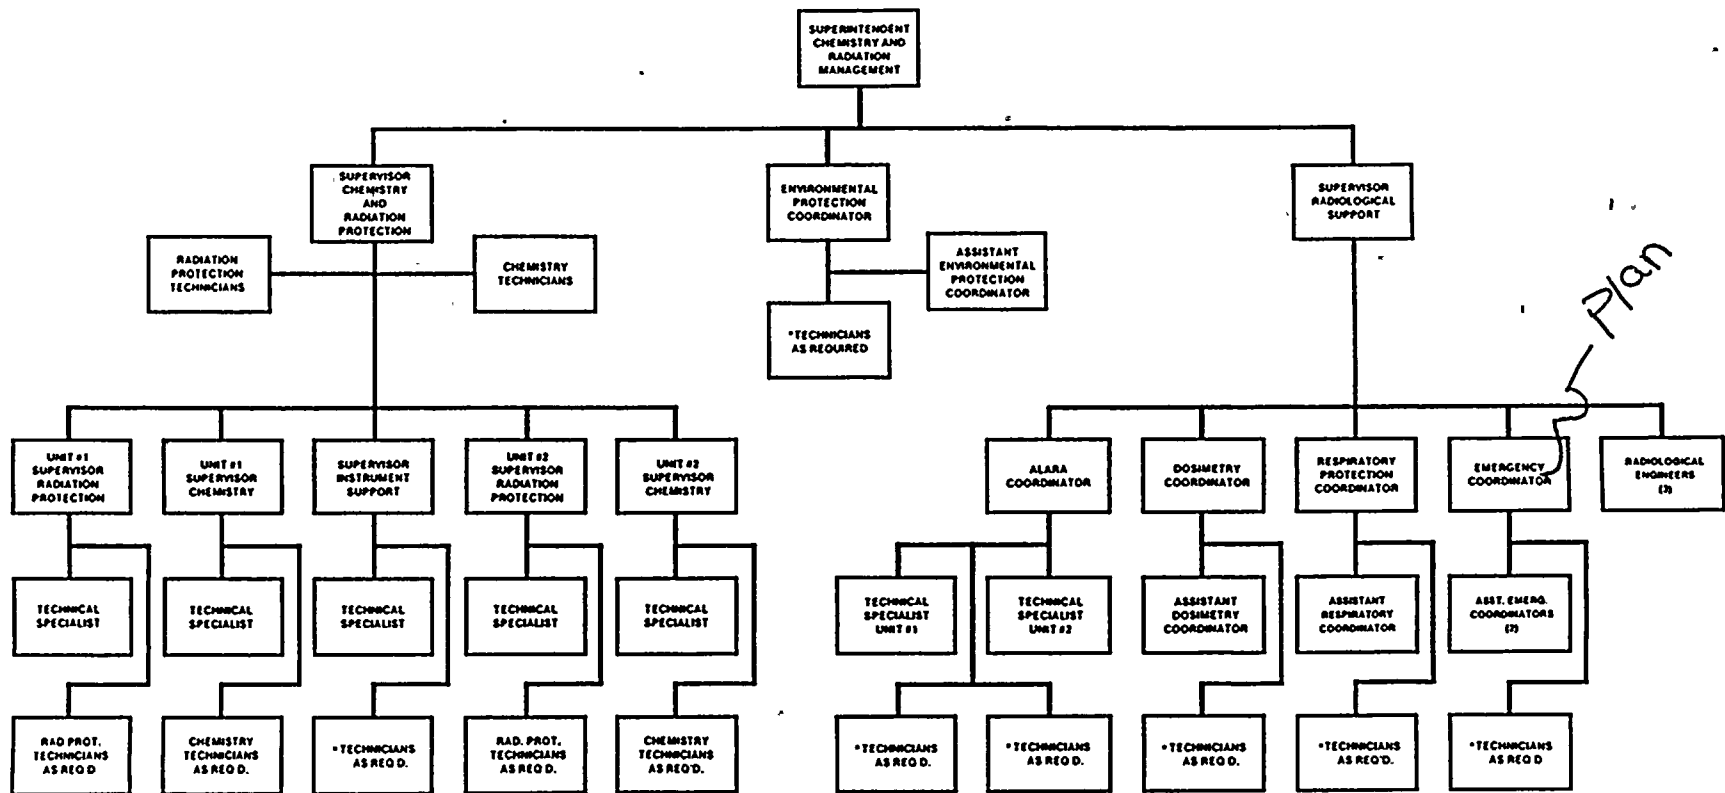 SUPERINTENDENT
CHEMISTRY AND
RADIATION
MANAGEMENT
SUPERVISOR
CHEMISTRY
AND
RADIATION
PROTECTION
ENVIRONMENTAL
PROTECTION
COORDINATOR
SUPERVISOR
RADIOLOGICAL
SUPPORT
RADIATION
PROTECTION
TECHNICIANS
CHEMISTRY
TECHNICIANS
ASSISTANT
ENVIRONMENTAL
PROTECTION
COORDINATOR
*TECHNICIANS
AS REQUIRED
Plan
UNIT #1
SUPERVISOR
RADIATION
PROTECTION
UNIT #1
SUPERVISOR
CHEMISTRY
SUPERVISOR
INSTRUMENT
SUPPORT
UNIT #2
SUPERVISOR
RADIATION
PROTECTION
UNIT #2
SUPERVISOR
CHEMISTRY
ALARA
COORDINATOR
DOSIMETRY
COORDINATOR
RESPIRATORY
PROTECTION
COORDINATOR
EMERGENCY
COORDINATOR
RADIOLOGICAL
ENGINEERS
TECHNICAL
SPECIALIST
TECHNICAL
SPECIALIST
TECHNICAL
SPECIALIST
TECHNICAL
SPECIALIST
TECHNICAL
SPECIALIST
TECHNICAL
SPECIALIST
UNIT #1
TECHNICAL
SPECIALIST
UNIT #2
ASSISTANT
DOSIMETRY
COORDINATOR
ASSISTANT
RESPIRATORY
COORDINATOR
ASST. EMERG.
COORDINATORS
RAD PROT.
TECHNICIANS
AS REQ'D
CHEMISTRY
TECHNICIANS
AS REQ'D.
*TECHNICIANS
AS REQ'D.
RAD. PROT.
TECHNICIANS
AS REQ'D.
CHEMISTRY
TECHNICIANS
AS REQ'D.
*TECHNICIANS
AS REQ'D.
*TECHNICIANS
AS REQ'D.
*TECHNICIANS
AS REQ'D.
*TECHNICIANS
AS REQ'D.
*TECHNICIANS
AS REQ'D